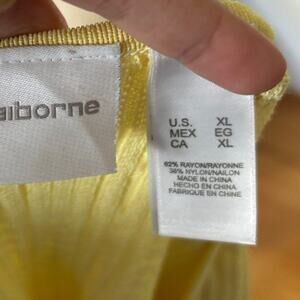 aiborne
U.S. XL
MEX EG
CA XL
62% RAYON/RAYONNE
38% NYLON/NAILON
MADE IN CHINA
HECHO EN CHINA
FABRIQUE EN CHINE